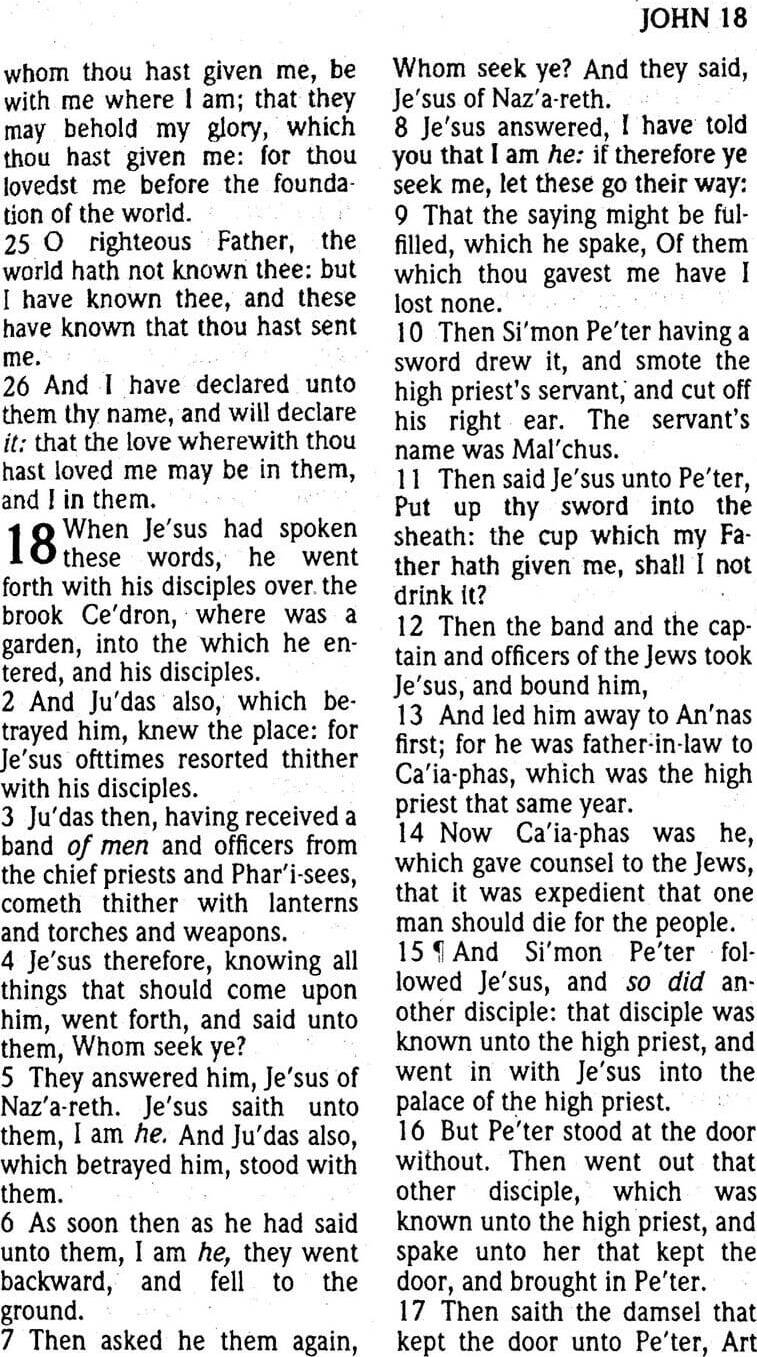 JOHN 18
whom thou hast given me, be
with me where I am; that they
may behold my glory, which
thou hast given me: for thou
lovedst me before the founda-
tion of the world.
25 O righteous Father, the
world hath not known thee: but
I have known thee, and these
have known that thou hast sent
me.
26 And I have declared unto
them thy name, and will declare
it: that the love wherewith thou
hast loved me may be in them,
and I in them.
18 When Je'sus had spoken
these words, he went
forth with his disciples over the
brook Ce'dron, where was a
garden, into the which he en-
tered, and his disciples.
2 And Ju'das also, which be-
trayed him, knew the place: for
Je'sus ofttimes resorted thither
with his disciples.
3 Ju'das then, having received a
band of men and officers from
the chief priests and Phar'i-sees,
cometh thither with lanterns
and torches and weapons.
4 Je'sus therefore, knowing all
things that should come upon
him, went forth, and said unto
them, Whom seek ye?
5 They answered him, Je'sus of
Naz'a-reth. Je'sus saith unto
them, I am he. And Ju'das also,
which betrayed him, stood with
them.
6 As soon then as he had said
unto them, I am he, they went
backward, and fell to the
ground.
7 Then asked he them again,
Whom seek ye? And they said,
Je'sus of Naz'a-reth.
8 Je'sus answered, I have told
you that I am he: if therefore ye
seek me, let these go their way:
9 That the saying might be ful-
filled, which he spake, Of them
which thou gavest me have I
lost none.
10 Then Si'mon Pe'ter having a
sword drew it, and smote the
high priest's servant, and cut off
his right ear. The servant's
name was Mal'chus.
11 Then said Je'sus unto Pe'ter,
Put up thy sword into the
sheath: the cup which my Fa-
ther hath given me, shall I not
drink it?
12 Then the band and the cap-
tain and officers of the Jews took
Je'sus, and bound him,
13 And led him away to An'nas
first; for he was father-in-law to
Ca'ia-phas, which was the high
priest that same year.
14 Now Ca'ia-phas was he,
which gave counsel to the Jews,
that it was expedient that one
man should die for the people.
15 ¶ And Si'mon Pe'ter fol-
lowed Je'sus, and so did an-
other disciple: that disciple was
known unto the high priest, and
went in with Je'sus into the
palace of the high priest.
16 But Pe'ter stood at the door
without. Then went out that
other disciple, which was
known unto the high priest, and
spake unto her that kept the
door, and brought in Pe'ter.
17 Then saith the damsel that
kept the door unto Pe'ter, Art